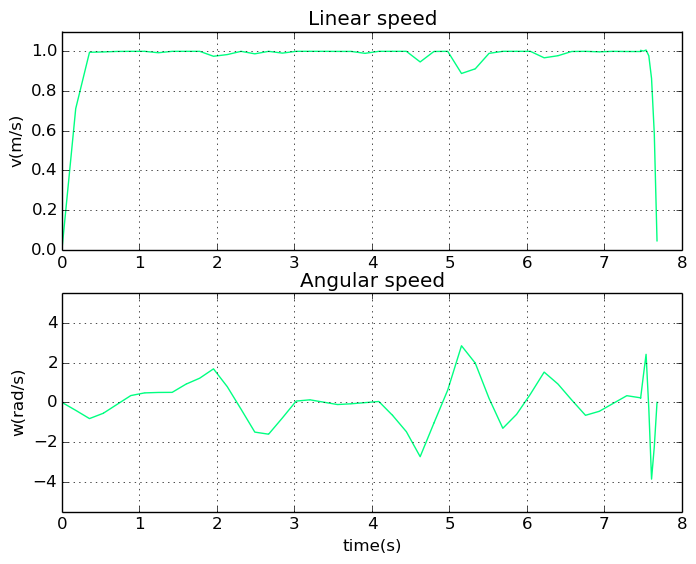 Linear speed
1.0
0.8
0.6
0.4
0.2
0.0
v(m/s)
0 1 2 3 4 5 6 7 8
Angular speed
4
2
0
−2
−4
w(rad/s)
0 1 2 3 4 5 6 7 8
time(s)